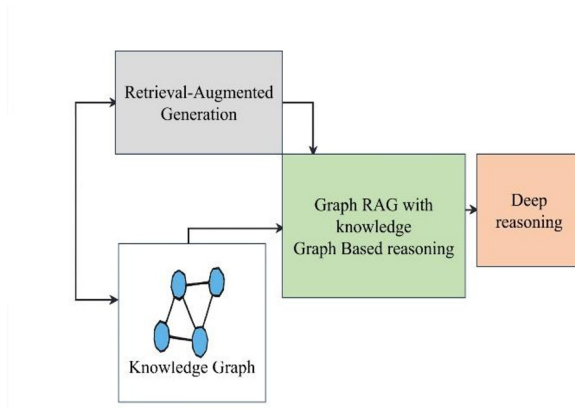 Retrieval-Augmented
Generation
Graph RAG with
knowledge
Graph Based reasoning
Deep
reasoning
Knowledge Graph